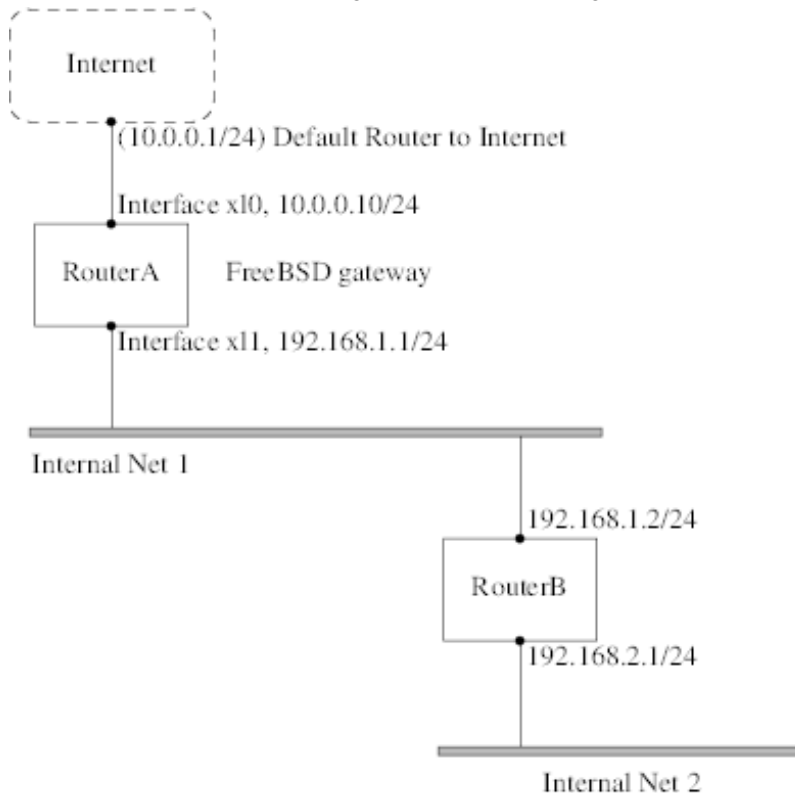 Internet
(10.0.0.1/24) Default Router to Internet
Interface xl0, 10.0.0.10/24
RouterA
FreeBSD gateway
Interface xl1, 192.168.1.1/24
Internal Net 1
192.168.1.2/24
RouterB
192.168.2.1/24
Internal Net 2